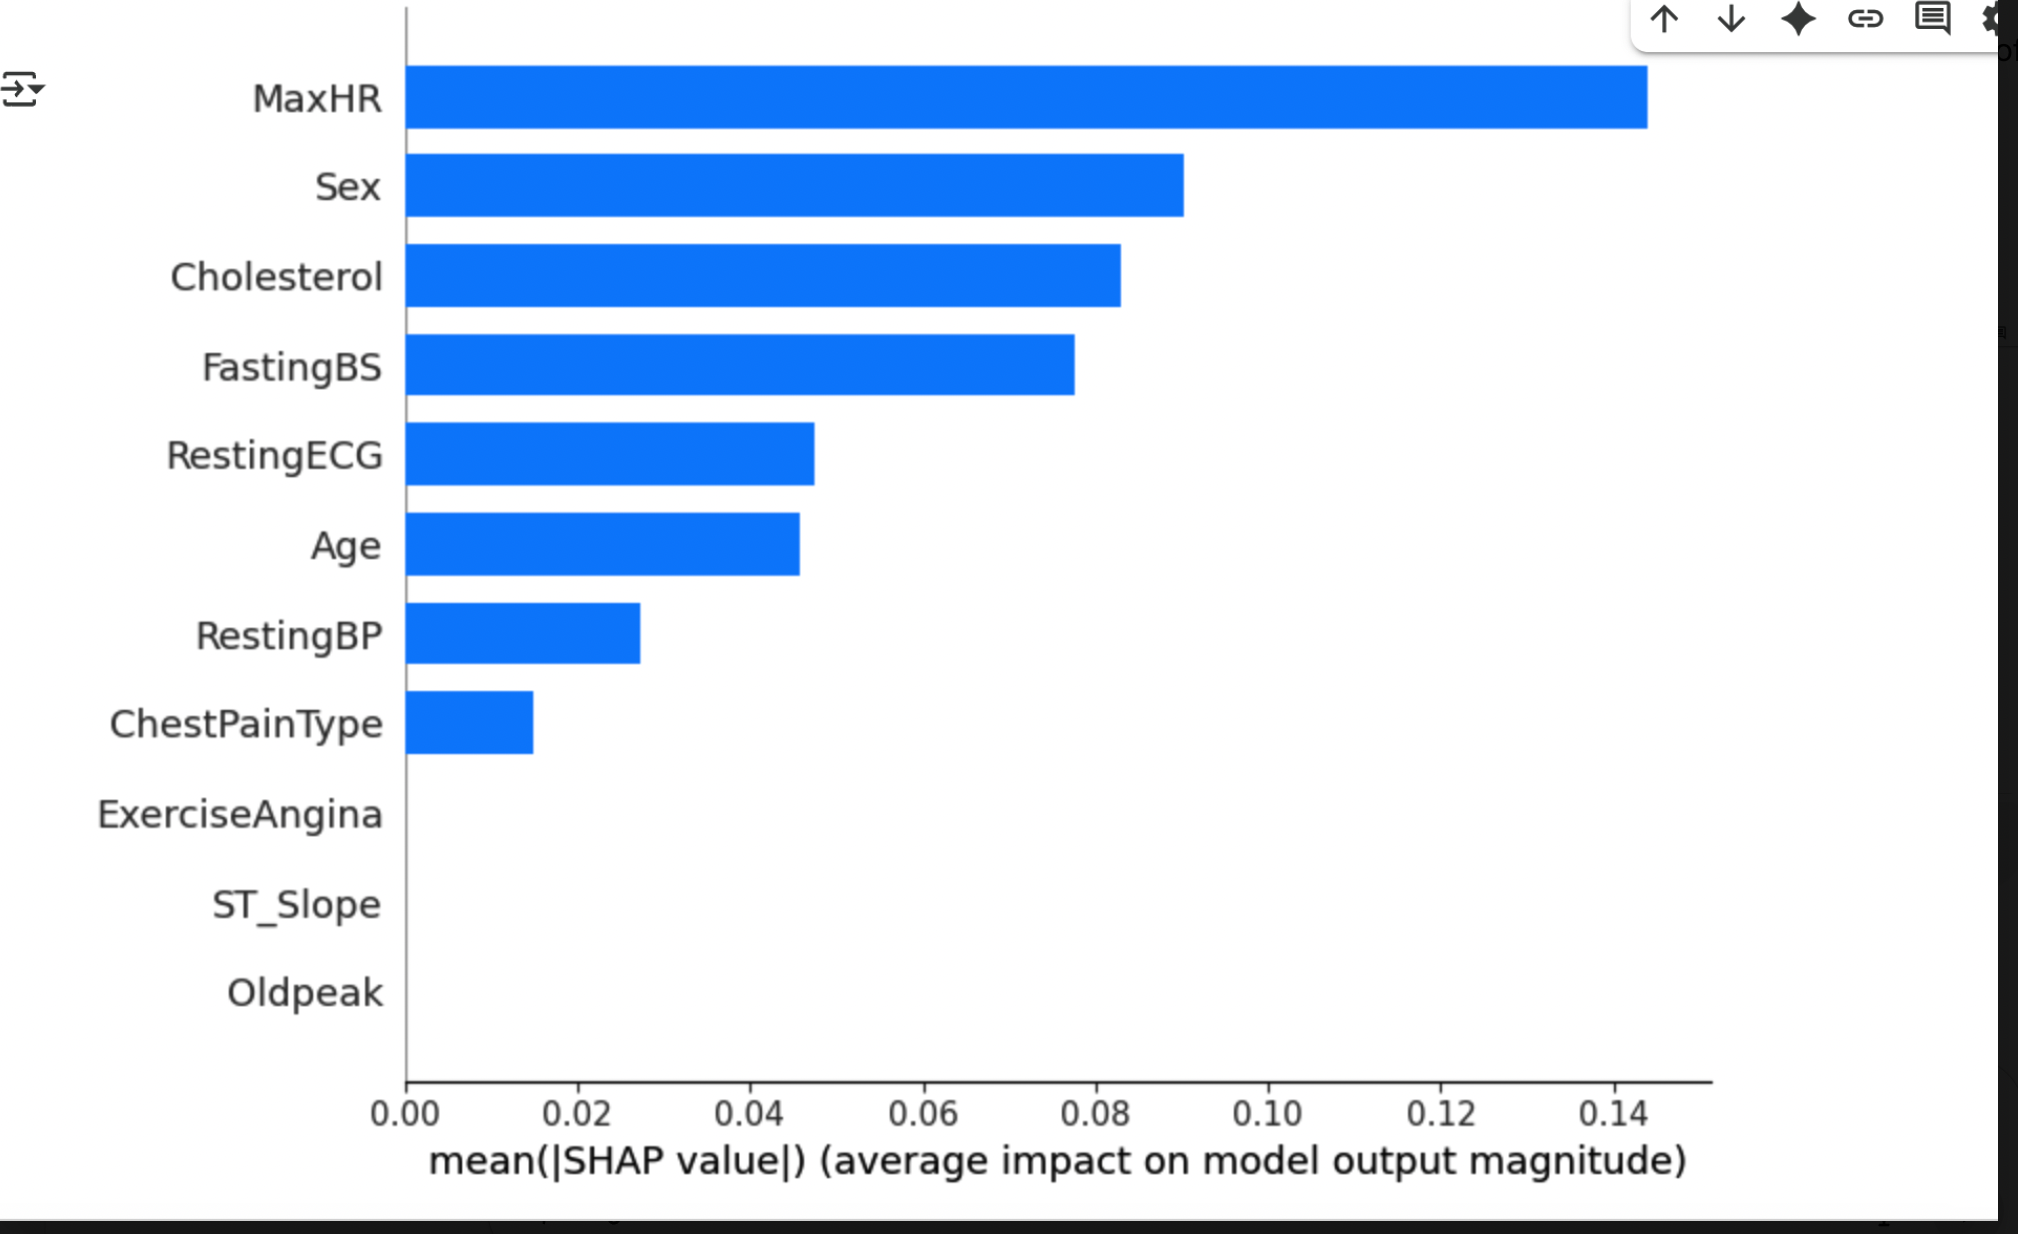 MaxHR
Sex
Cholesterol
FastingBS
RestingECG
Age
RestingBP
ChestPainType
ExerciseAngina
ST_Slope
Oldpeak
0.00 0.02 0.04 0.06 0.08 0.10 0.12 0.14
mean(|SHAP value|) (average impact on model output magnitude)